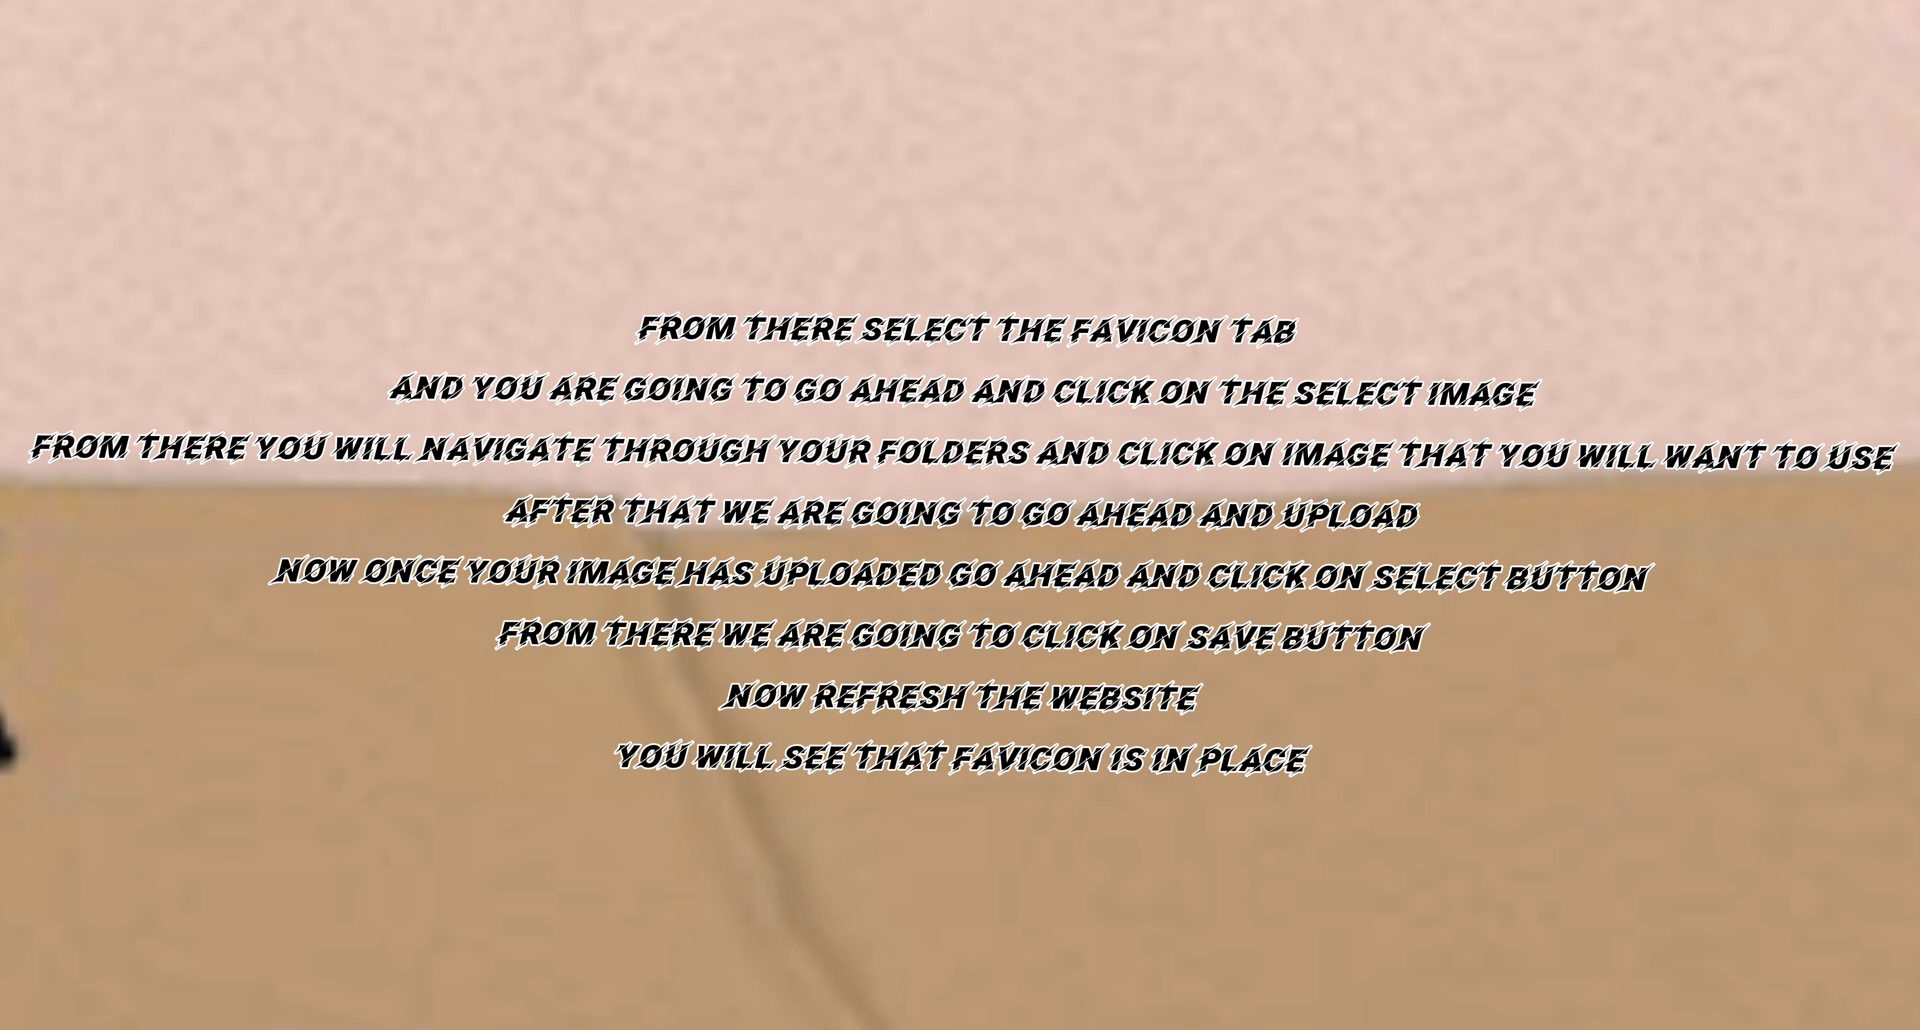 FROM THERE SELECT THE FAVICON TAB
AND YOU ARE GOING TO GO AHEAD AND CLICK ON THE SELECT IMAGE
FROM THERE YOU WILL NAVIGATE THROUGH YOUR FOLDERS AND CLICK ON IMAGE THAT YOU WILL WANT TO USE
AFTER THAT WE ARE GOING TO GO AHEAD AND UPLOAD
NOW ONCE YOUR IMAGE HAS UPLOADED GO AHEAD AND CLICK ON SELECT BUTTON
FROM THERE WE ARE GOING TO CLICK ON SAVE BUTTON
NOW REFRESH THE WEBSITE
YOU WILL SEE THAT FAVICON IS IN PLACE